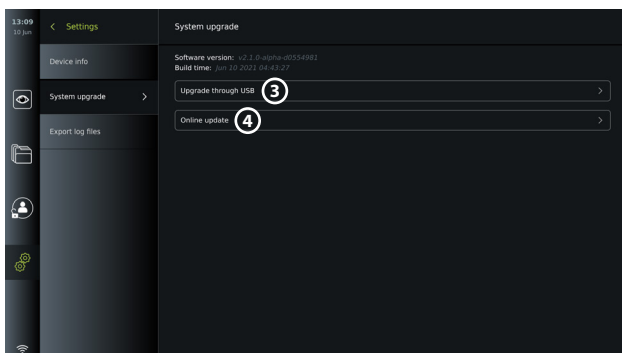 13:09
10 Jun
Settings
System upgrade
Device info
System upgrade
Export log files
Software version: v2.1.0-alpha-d0554981
Build time: Jun 10 2021 04:43:27
Upgrade through USB 3
Online update 4